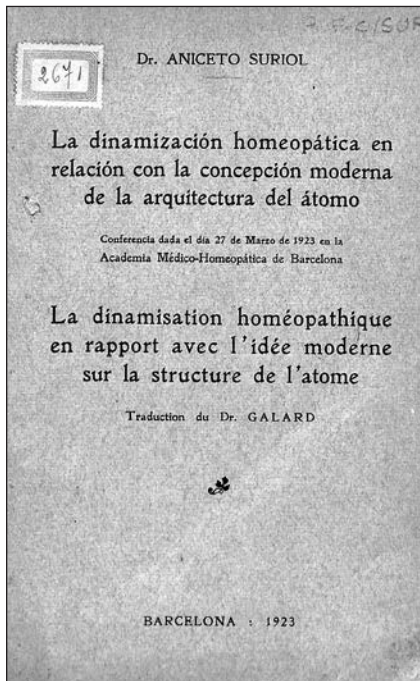 2671
Dr. ANICETO SURIOL
La dinamización homeopática en
relación con la concepción moderna
de la arquitectura del átomo
Conferencia dada el día 27 de Marzo de 1923 en la
Academia Médico-Homeopática de Barcelona
La dinamisation homéopathique
en rapport avec l'idée moderne
sur la structure de l'atome
Traduction du Dr. GALARD
BARCELONA : 1923